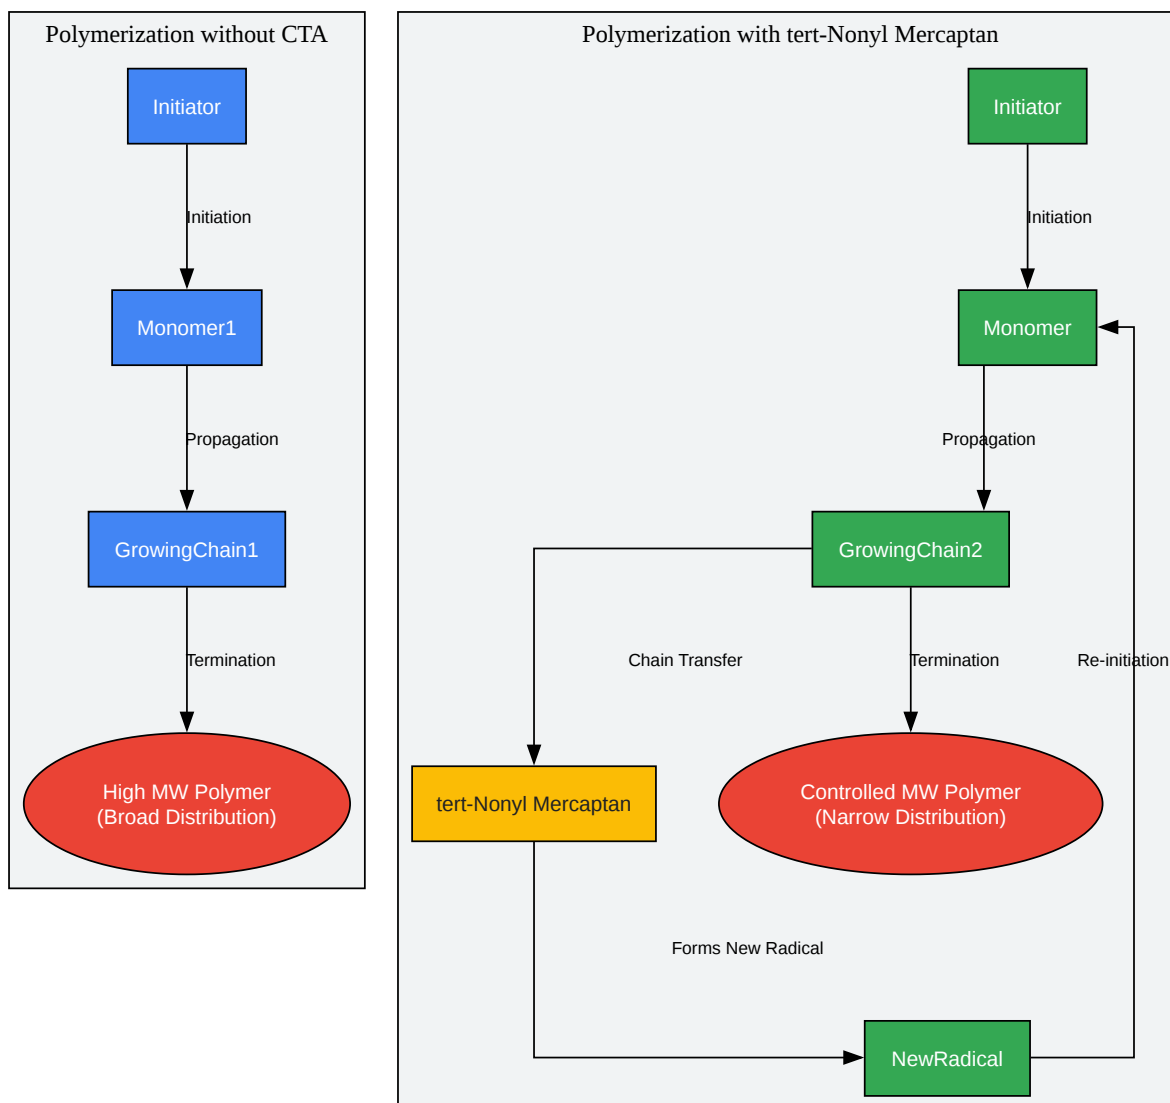 Polymerization without CTA
Initiator
Initiation
Monomer1
Propagation
GrowingChain1
Termination
High MW Polymer
(Broad Distribution)
Polymerization with tert-Nonyl Mercaptan
Initiator
Initiation
Monomer
Propagation
GrowingChain2
Chain Transfer
Termination
Re-initiation
tert-Nonyl Mercaptan
Controlled MW Polymer
(Narrow Distribution)
Forms New Radical
NewRadical